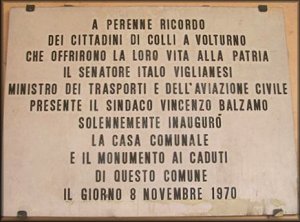 A PERENNE RICORDO
DEI CITTADINI DI COLLI A VOLTURNO
CHE OFFRIRONO LA LORO VITA ALLA PATRIA
IL SENATORE ITALO VIGLIANESI
MINISTRO DEI TRASPORTI E DELL'AVIAZIONE CIVILE
PRESENTE IL SINDACO VINCENZO BALZAMO
SOLENNEMENTE INAUGURÒ
LA CASA COMUNALE
E IL MONUMENTO AI CADUTI
DI QUESTO COMUNE
IL GIORNO 8 NOVEMBRE 1970